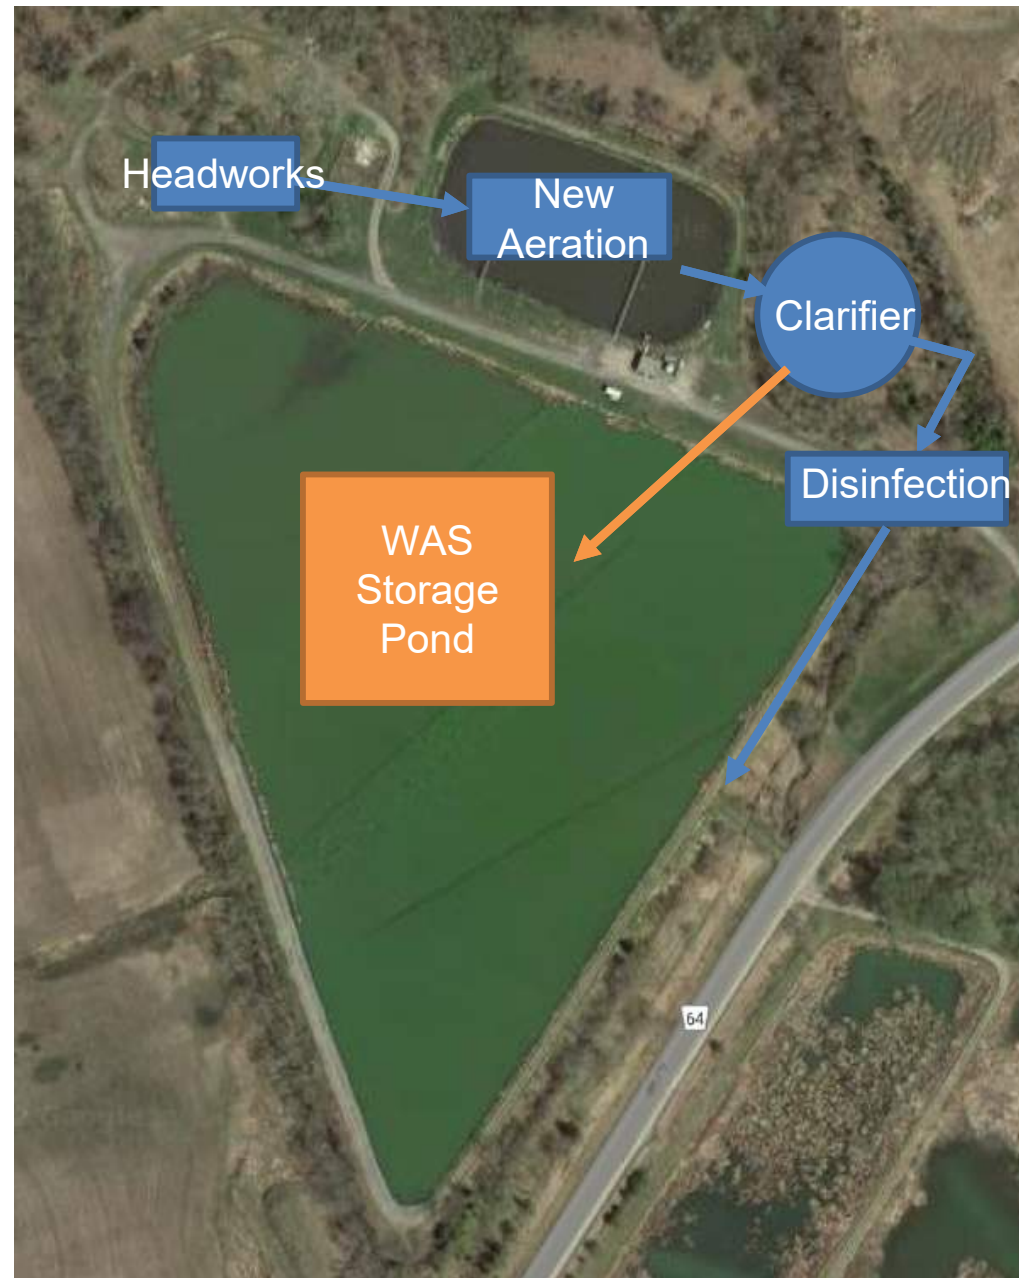 Headworks
New
Aeration
Clarifier
Disinfection
WAS
Storage
Pond
64